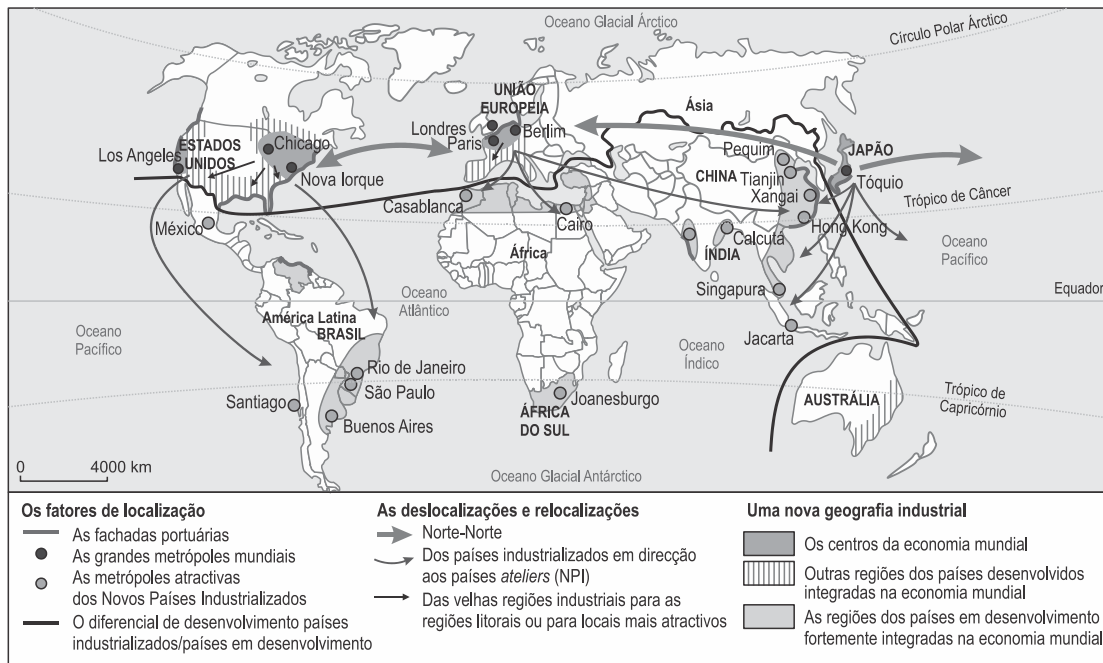 Oceano Glacial Ártico
Círculo Polar Ártico
UNIÃO
EUROPEIA
Ásia
Londres
Berlim
Paris
ESTADOS
UNIDOS
Chicago
Los Angeles
Nova Iorque
Pequim
JAPÃO
CHINA
Tianjin
Tóquio
Xangai
Trópico de Câncer
Casablanca
Cairo
México
Hong Kong
Calcutá
África
ÍNDIA
Oceano
Pacífico
Singapura
Equador
Oceano
Atlântico
América Latina
BRASIL
Oceano
Pacífico
Oceano
Índico
Jacarta
Rio de Janeiro
São Paulo
Santiago
Buenos Aires
Joanesburgo
ÁFRICA
DO SUL
AUSTRÁLIA
Trópico de
Capricórnio
0 4000 km
Oceano Glacial Antárctico
Os fatores de localização
As fachadas portuárias
As grandes metrópoles mundiais
As metrópoles atractivas
dos Novos Países Industrializados
O diferencial de desenvolvimento países
industrializados/países em desenvolvimento
As deslocalizações e relocalizações
Norte-Norte
Dos países industrializados em direcção
aos países ateliers (NPI)
Das velhas regiões industriais para as
regiões litorais ou para locais mais atractivos
Uma nova geografia industrial
Os centros da economia mundial
Outras regiões dos países desenvolvidos
integradas na economia mundial
As regiões dos países em desenvolvimento
fortemente integradas na economia mundial